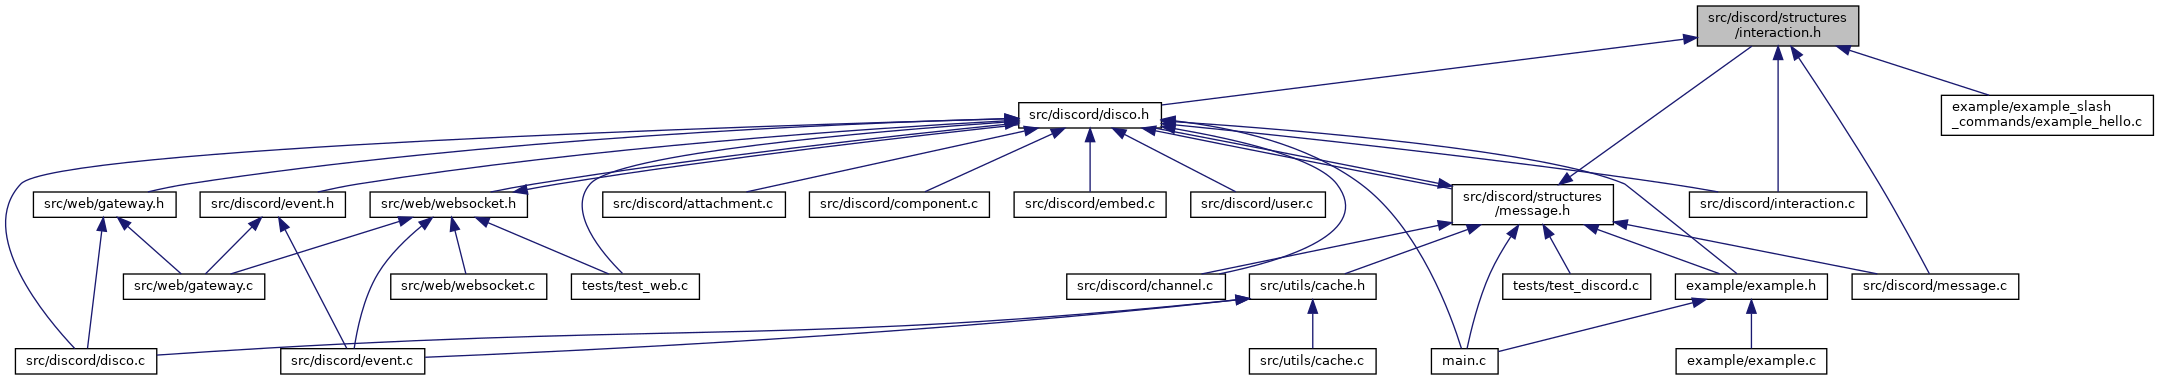 src/discord/structures
/interaction.h
src/discord/disco.h
example/example_slash
_commands/example_hello.c
src/web/gateway.h
src/discord/event.h
src/web/websocket.h
src/discord/attachment.c
src/discord/component.c
src/discord/embed.c
src/discord/user.c
src/discord/structures
/message.h
src/discord/interaction.c
src/web/gateway.c
src/web/websocket.c
tests/test_web.c
src/discord/channel.c
src/utils/cache.h
tests/test_discord.c
example/example.h
src/discord/message.c
src/discord/disco.c
src/discord/event.c
src/utils/cache.c
main.c
example/example.c